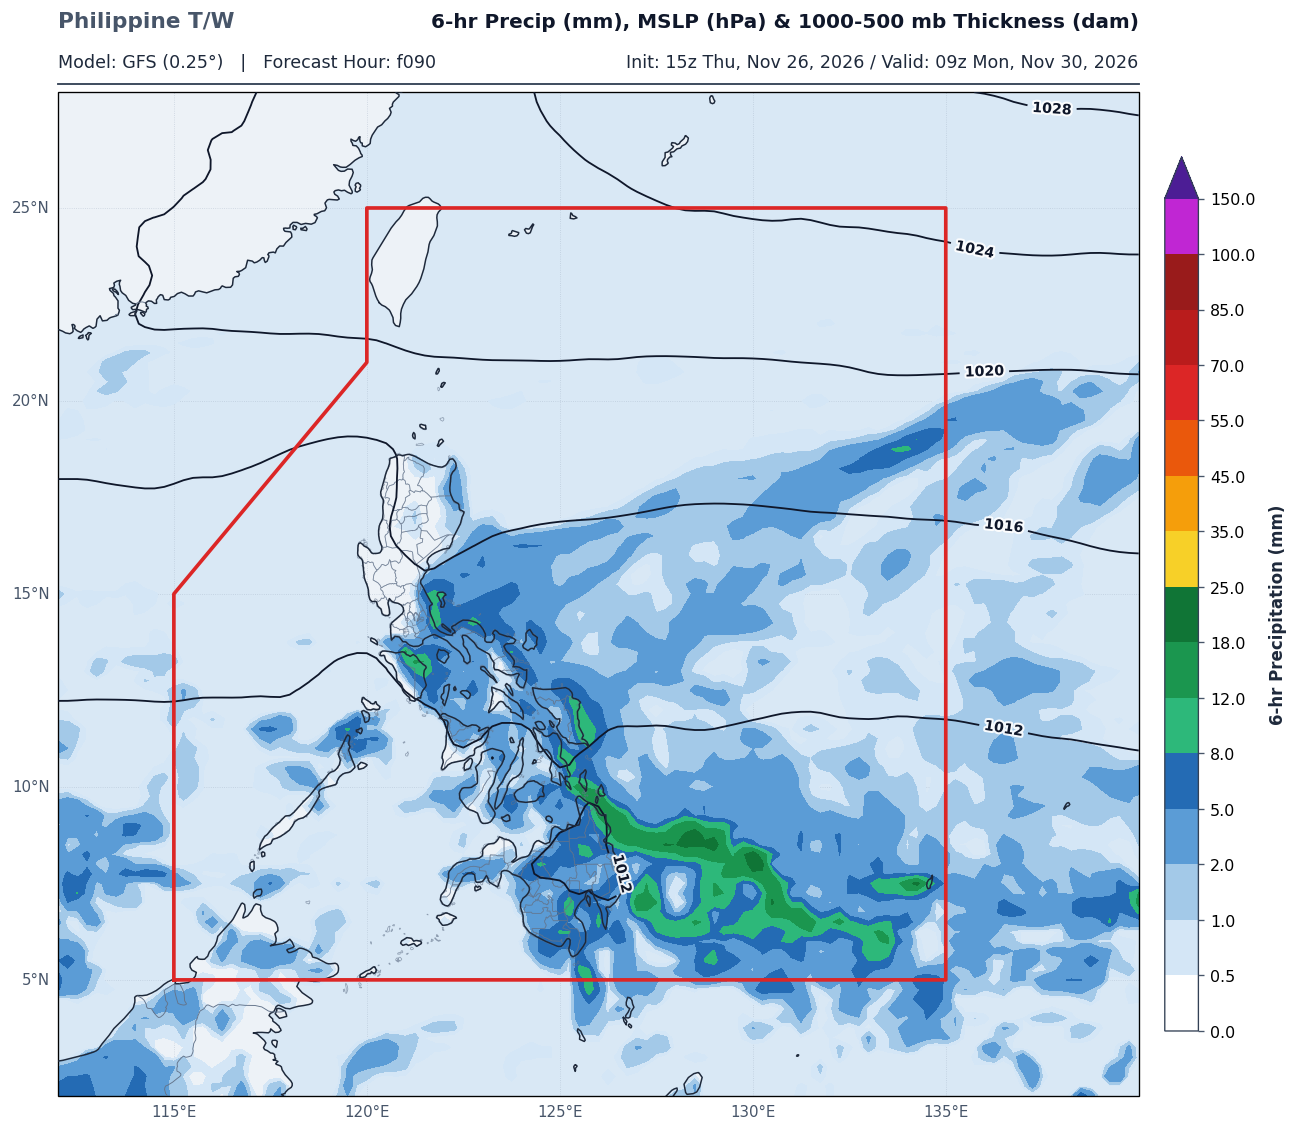 Philippine T/W
6-hr Precip (mm), MSLP (hPa) & 1000-500 mb Thickness (dam)
Model: GFS (0.25°) | Forecast Hour: f090
Init: 15z Thu, Nov 26, 2026 / Valid: 09z Mon, Nov 30, 2026
1028
1024
1020
1016
1012
1012
25°N
20°N
15°N
10°N
5°N
115°E
120°E
125°E
130°E
135°E
150.0
100.0
85.0
70.0
55.0
45.0
35.0
25.0
18.0
12.0
8.0
5.0
2.0
1.0
0.5
0.0
6-hr Precipitation (mm)